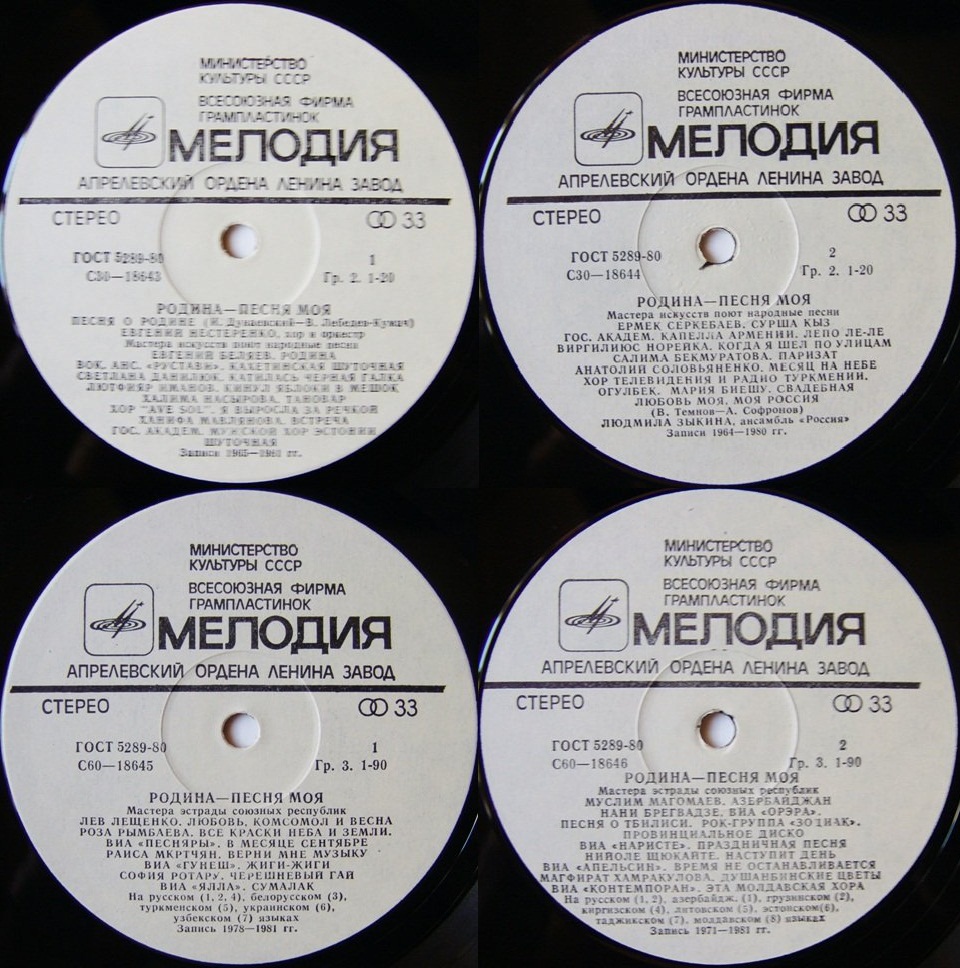 МИНИСТЕРСТВО
КУЛЬТУРЫ СССР
ВСЕСОЮЗНАЯ ФИРМА
ГРАМПЛАСТИНОК
МЕЛОДИЯ
АПРЕЛЕВСКИЙ ОРДЕНА ЛЕНИНА ЗАВОД
СТЕРЕО 33
ГОСТ 5289-80 1
С30—18643 Гр. 2. 1-20
РОДИНА—ПЕСНЯ МОЯ
ПЕСНЯ О РОДИНЕ (И. Дунаевский—В. Лебедев-Кумач)
ЕВГЕНИЙ НЕСТЕРЕНКО, хор и оркестр
Мастера искусств поют народные песни
ЕВГЕНИЙ БЕЛЯЕВ. РОДИНА
ВОК. АНС. «РУСТАВИ». КАХЕТИНСКАЯ ШУТОЧНАЯ
СВЕТЛАНА ДАНИЛЮК. КАТИЛАСЬ ЧЕРНАЯ ГАЛКА
ЛЮТФИЯР ИМАНОВ. КИНУЛ ЯБЛОКИ В МЕШОК
ХАЛИМА НАСЫРОВА. ТАНОВАР
ХОР "AVE SOL". Я ВЫРОСЛА ЗА РЕЧКОЙ
ХАНИФА МАВЛЯНОВА. ВСТРЕЧА
ГОС. АКАДЕМ. МУЖСКОЙ ХОР ЭСТОНИИ
ШУТОЧНАЯ
Записи гг.
МИНИСТЕРСТВО
КУЛЬТУРЫ СССР
ВСЕСОЮЗНАЯ ФИРМА
ГРАМПЛАСТИНОК
МЕЛОДИЯ
АПРЕЛЕВСКИЙ ОРДЕНА ЛЕНИНА ЗАВОД
СТЕРЕО 33
ГОСТ 5289-80 2
С30—18644 Гр. 2. 1-20
РОДИНА—ПЕСНЯ МОЯ
Мастера искусств поют народные песни
ЕРМЕК СЕРКЕБАЕВ. СУРША КЫЗ
ГОС. АКАДЕМ. КАПЕЛЛА АРМЕНИИ. ЛЕПО ЛЕ-ЛЕ
ВИРГИЛИЮС НОРЕЙКА. КОГДА Я ШЕЛ ПО УЛИЦАМ
САЛИМА БЕКМУРАТОВА. ПАРИЗАТ
АНАТОЛИЙ СОЛОВЬЯНЕНКО. МЕСЯЦ НА НЕБЕ
ХОР ТЕЛЕВИДЕНИЯ И РАДИО ТУРКМЕНИИ.
ОГУЛБЕК. МАРИЯ БИЕШУ. СВАДЕБНАЯ
ЛЮБОВЬ МОЯ, МОЯ РОССИЯ
(В. Темнов—А. Софронов)
ЛЮДМИЛА ЗЫКИНА, ансамбль «Россия»
Записи 1964—1980 гг.
МИНИСТЕРСТВО
КУЛЬТУРЫ СССР
ВСЕСОЮЗНАЯ ФИРМА
ГРАМПЛАСТИНОК
МЕЛОДИЯ
АПРЕЛЕВСКИЙ ОРДЕНА ЛЕНИНА ЗАВОД
СТЕРЕО 33
ГОСТ 5289-80 1
С60—18645 Гр. 3. 1-90
РОДИНА—ПЕСНЯ МОЯ
Мастера эстрады союзных республик
ЛЕВ ЛЕЩЕНКО. ЛЮБОВЬ, КОМСОМОЛ И ВЕСНА
РОЗА РЫМБАЕВА. ВСЕ КРАСКИ НЕБА И ЗЕМЛИ.
ВИА «ПЕСНЯРЫ». В МЕСЯЦЕ СЕНТЯБРЕ
РАИСА МКРТЧЯН. ВЕРНИ МНЕ МУЗЫКУ
ВИА «ГУНЕШ». ЖИГИ-ЖИГИ
СОФИЯ РОТАРУ. ЧЕРЕШНЕВЫЙ ГАЙ
ВИА «ЯЛЛА». СУМАЛАК
На русском (1, 2, 4), белорусском (3),
туркменском (5), украинском (6),
узбекском (7) языках
Запись 1978—1981 гг.
МИНИСТЕРСТВО
КУЛЬТУРЫ СССР
ВСЕСОЮЗНАЯ ФИРМА
ГРАМПЛАСТИНОК
МЕЛОДИЯ
АПРЕЛЕВСКИЙ ОРДЕНА ЛЕНИНА ЗАВОД
СТЕРЕО 33
ГОСТ 5289-80 2
С60—18646 Гр. 3. 1-90
РОДИНА—ПЕСНЯ МОЯ
Мастера эстрады союзных республик
МУСЛИМ МАГОМАЕВ. АЗЕРБАЙДЖАН
НАНИ БРЕГВАДЗЕ, ВИА «ОРЭРА».
ПЕСНЯ О ТБИЛИСИ. РОК-ГРУППА «ЗОДИАК».
ПРОВИНЦИАЛЬНОЕ ДИСКО
ВИА «НАРИСТЕ». ПРАЗДНИЧНАЯ ПЕСНЯ
НИЙОЛЕ ЩЮКАЙТЕ. НАСТУПИТ ДЕНЬ
ВИА «АПЕЛЬСИН». ВРЕМЯ НЕ ОСТАНАВЛИВАЕТСЯ
МАГФИРАТ ХАМРАКУЛОВА. ДУШАНБИНСКИЕ ЦВЕТЫ
ВИА «КОНТЕМПОРАН». ЭТА МОЛДАВСКАЯ ХОРА
На русском (1, 2), азербайдж. (1), грузинском (2),
киргизском (4), литовском (5), эстонском(6),
таджикском (7), молдавском (8) языках
Запись 1971—1981 гг.